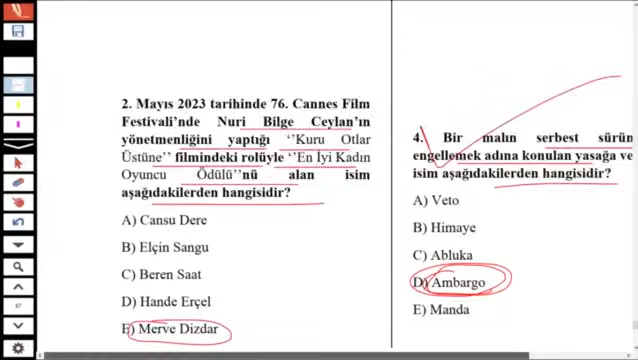 2. Mayıs 2023 tarihinde 76. Cannes Film
Festivali’nde Nuri Bilge Ceylan’ın
yönetmenliğini yaptığı ‘’Kuru Otlar
Üstüne’’ filmindeki rolüyle ‘’En İyi Kadın
Oyuncu Ödülü’’nü alan isim
aşağıdakilerden hangisidir?
A) Cansu Dere
B) Elçin Sangu
C) Beren Saat
D) Hande Erçel
E) Merve Dizdar
4. Bir malın serbest sürün
engellemek adına konulan yasağa ve
isim aşağıdakilerden hangisidir?
A) Veto
B) Himaye
C) Abluka
D) Ambargo
E) Manda